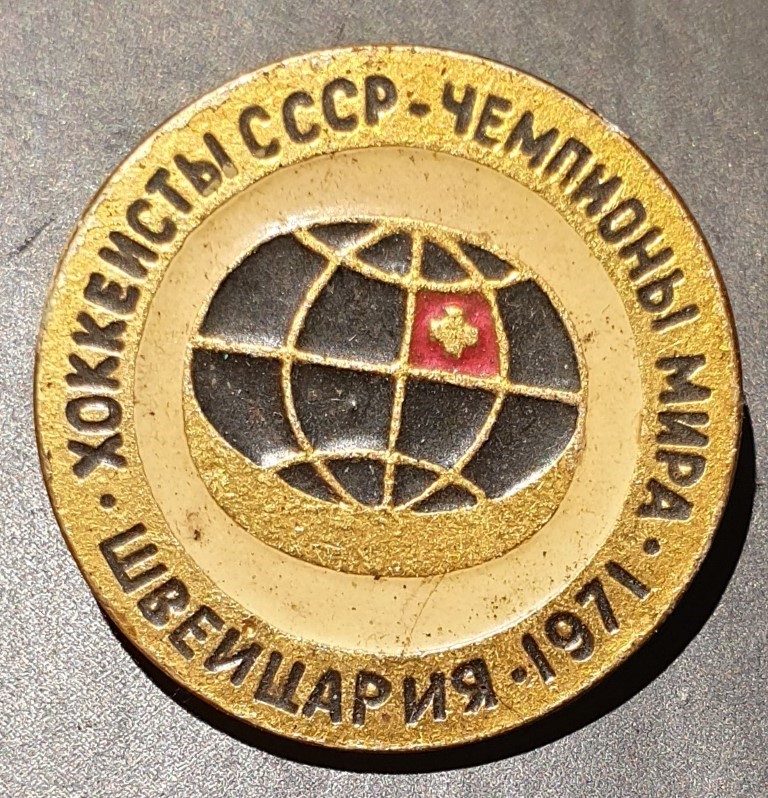 ХОККЕИСТЫ СССР - ЧЕМПИОНЫ МИРА
· ШВЕЙЦАРИЯ · 1971 ·